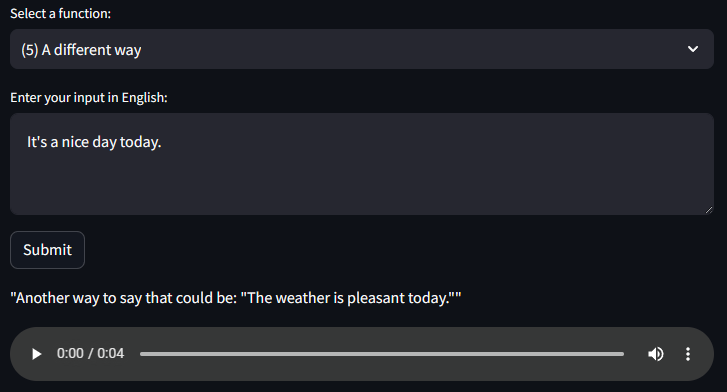 Select a function:
(5) A different way
Enter your input in English:
It's a nice day today.
Submit
"Another way to say that could be: "The weather is pleasant today.""
0:00 / 0:04